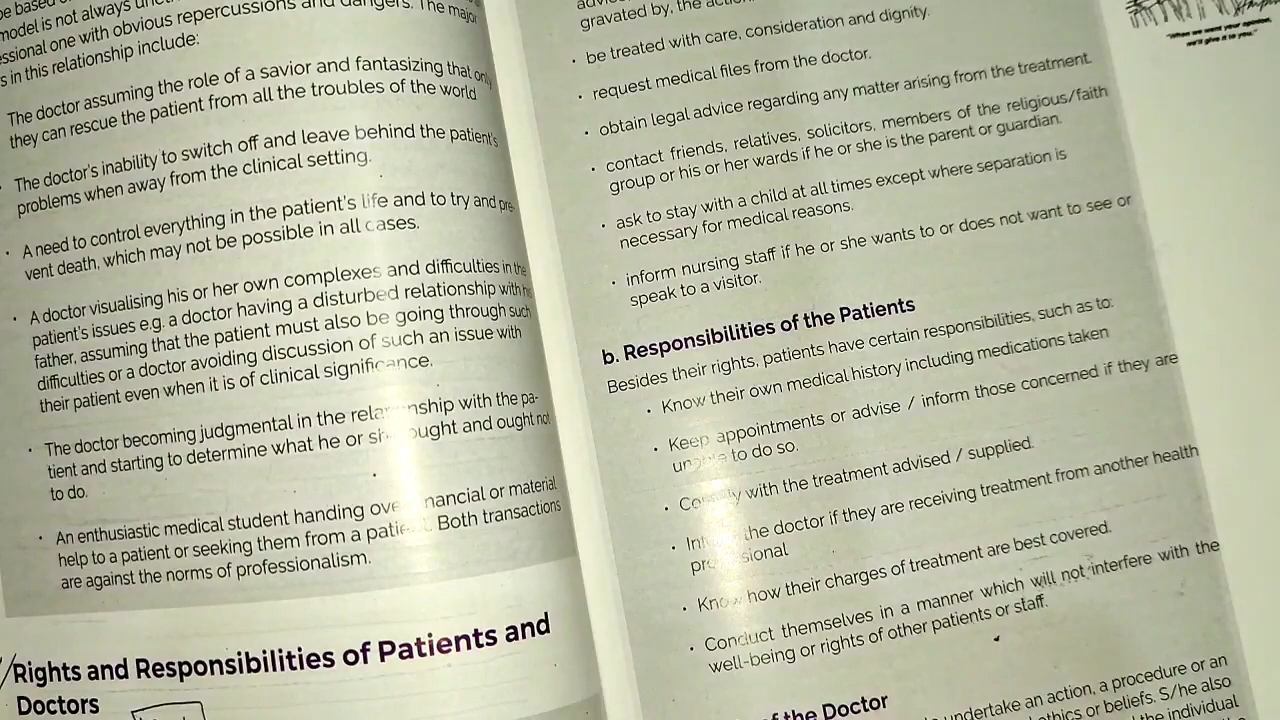 be based
model is not always
essional one with obvious repercussions and dangers. The major
s in this relationship include:
The doctor assuming the role of a savior and fantasizing that only
they can rescue the patient from all the troubles of the world
The doctor's inability to switch off and leave behind the patient's
problems when away from the clinical setting.
• A need to control everything in the patient's life and to try and pre-
vent death, which may not be possible in all cases.
• A doctor visualising his or her own complexes and difficulties in the
patient's issues e.g. a doctor having a disturbed relationship with
father, assuming that the patient must also be going through such
difficulties or a doctor avoiding discussion of such an issue with
their patient even when it is of clinical significance.
• The doctor becoming judgmental in the relationship with the pa-
tient and starting to determine what he or she ought and ought not
to do.
• An enthusiastic medical student handing over financial or material
help to a patient or seeking them from a patient. Both transactions
are against the norms of professionalism.
Rights and Responsibilities of Patients and
Doctors
gravated by, the
• be treated with care, consideration and dignity.
• request medical files from the doctor.
• obtain legal advice regarding any matter arising from the treatment.
• contact friends, relatives, solicitors, members of the religious/faith
group or his or her wards if he or she is the parent or guardian.
• ask to stay with a child at all times except where separation is
necessary for medical reasons.
• inform nursing staff if he or she wants to or does not want to see or
speak to a visitor.
b. Responsibilities of the Patients
Besides their rights, patients have certain responsibilities, such as to:
• Know their own medical history including medications taken
• Keep appointments or advise / inform those concerned if they are
unable to do so.
• Comply with the treatment advised / supplied.
• Inform the doctor if they are receiving treatment from another health
professional
• Know how their charges of treatment are best covered.
• Conduct themselves in a manner which will not interfere with the
well-being or rights of other patients or staff.
of the Doctor
undertake an action, a procedure or an
ethics or beliefs. S/he also
the individual
"When we want your opinion,
we'll give it to you."